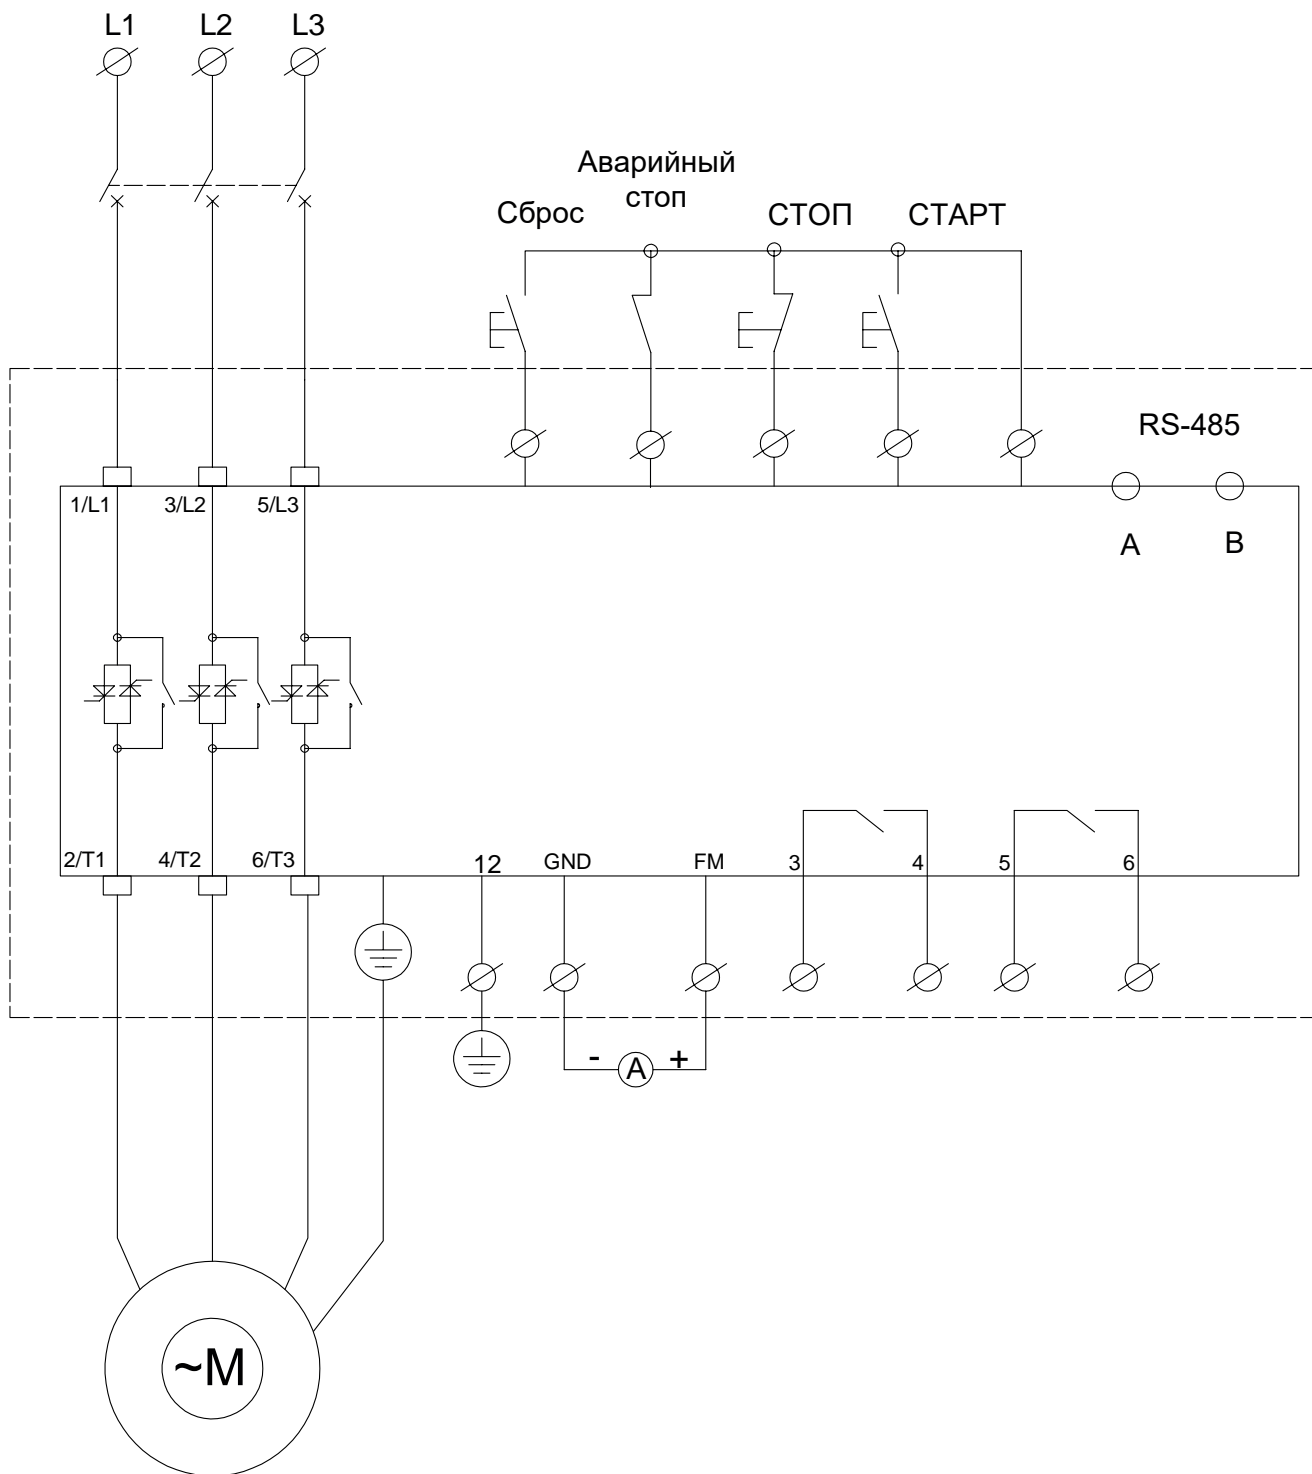 L1 L2 L3
Аварийный
стоп
Сброс СТОП СТАРТ
RS-485
1/L1 3/L2 5/L3
A B
2/T1 4/T2 6/T3 12 GND FM 3 4 5 6
- A +
~M